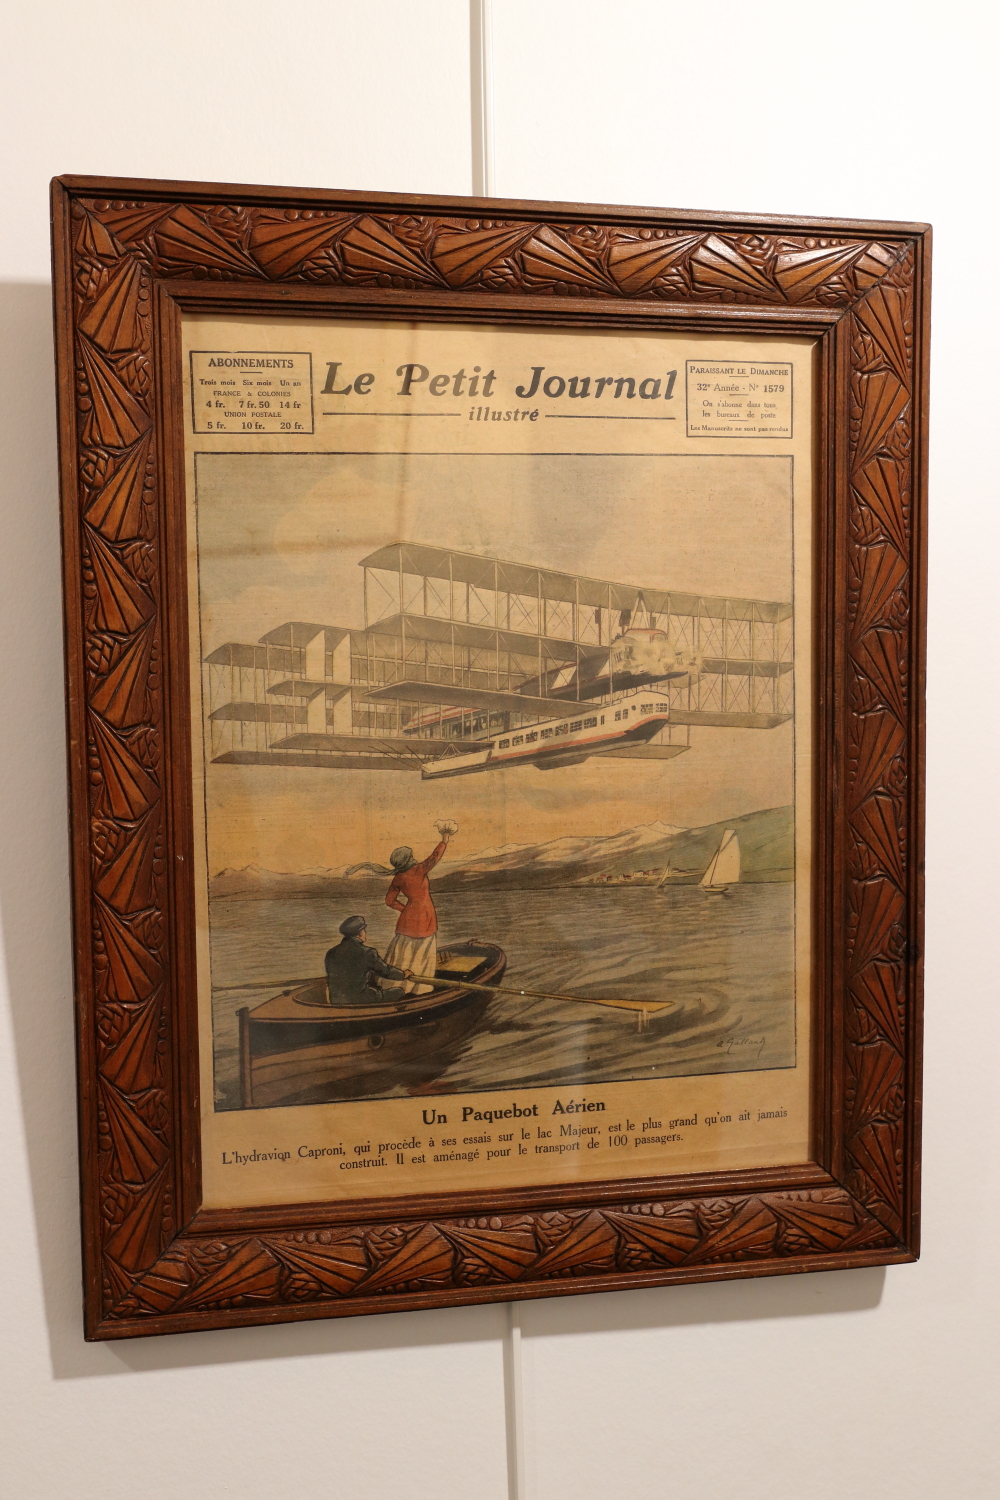 ABONNEMENTS
Trois mois Six mois Un an
FRANCE & COLONIES
4 fr. 7 fr. 50 14 fr
UNION POSTALE
5 fr. 10 fr. 20 fr.
Le Petit Journal
illustré
PARAISSANT LE DIMANCHE
32e Année - N° 1579
On s'abonne dans tous
les bureaux de poste
Les Manuscrits ne sont pas rendus
Un Paquebot Aérien
L'hydravion Caproni, qui procède à ses essais sur le lac Majeur, est le plus grand qu'on ait jamais
construit. Il est aménagé pour le transport de 100 passagers.